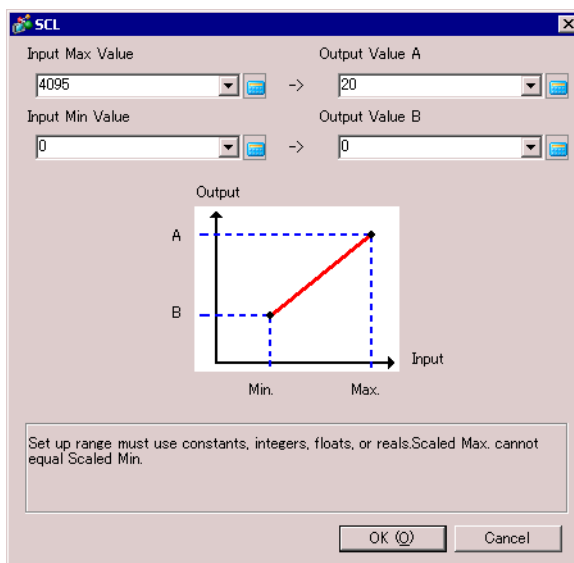 SCL
Input Max Value
Output Value A
4095
->
20
Input Min Value
Output Value B
0
->
0
Output
A
B
Input
Min.
Max.
Set up range must use constants, integers, floats, or reals.Scaled Max. cannot
equal Scaled Min.
OK (O)
Cancel